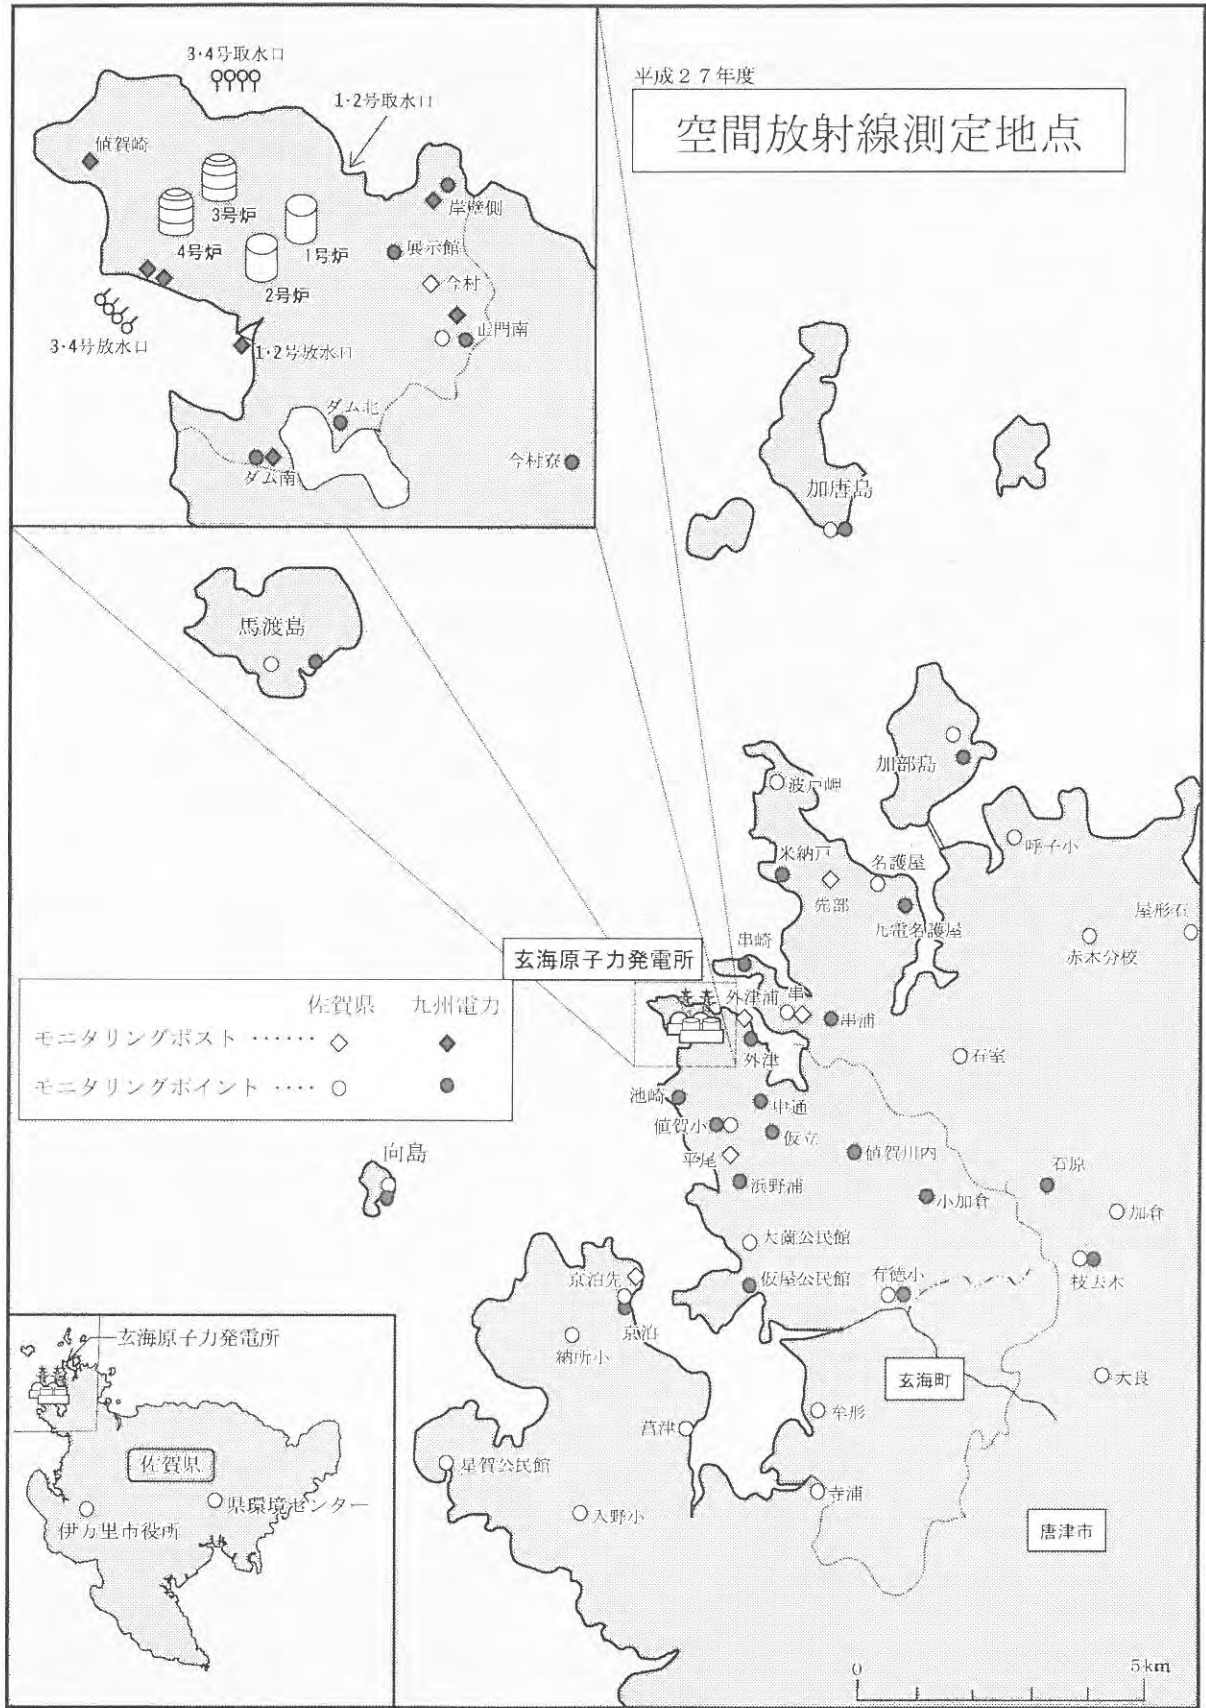 平成２７年度
空間放射線測定地点
3･4号取水口
1･2号取水口
値賀崎
3号炉
4号炉
1号炉
2号炉
岸壁側
展示館
今村
正門南
3･4号放水口
1･2号放水口
ダム北
ダム南
今村寮
加唐島
馬渡島
加部島
波戸岬
呼子小
米納戸
名護屋
先部
九電名護屋
屋形石
赤木分校
串崎
玄海原子力発電所
外津浦
串
串浦
外津
石室
佐賀県
九州電力
モニタリングポスト ‥‥‥
モニタリングポイント ‥‥
池崎
中通
値賀小
仮立
平尾
値賀川内
石原
浜野浦
小加倉
加倉
向島
大薗公民館
仮屋公民館
有徳小
枝去木
京泊先
京泊
納所小
玄海町
大良
牟形
菖津
星賀公民館
入野小
寺浦
唐津市
玄海原子力発電所
佐賀県
県環境センター
伊万里市役所
0
5km